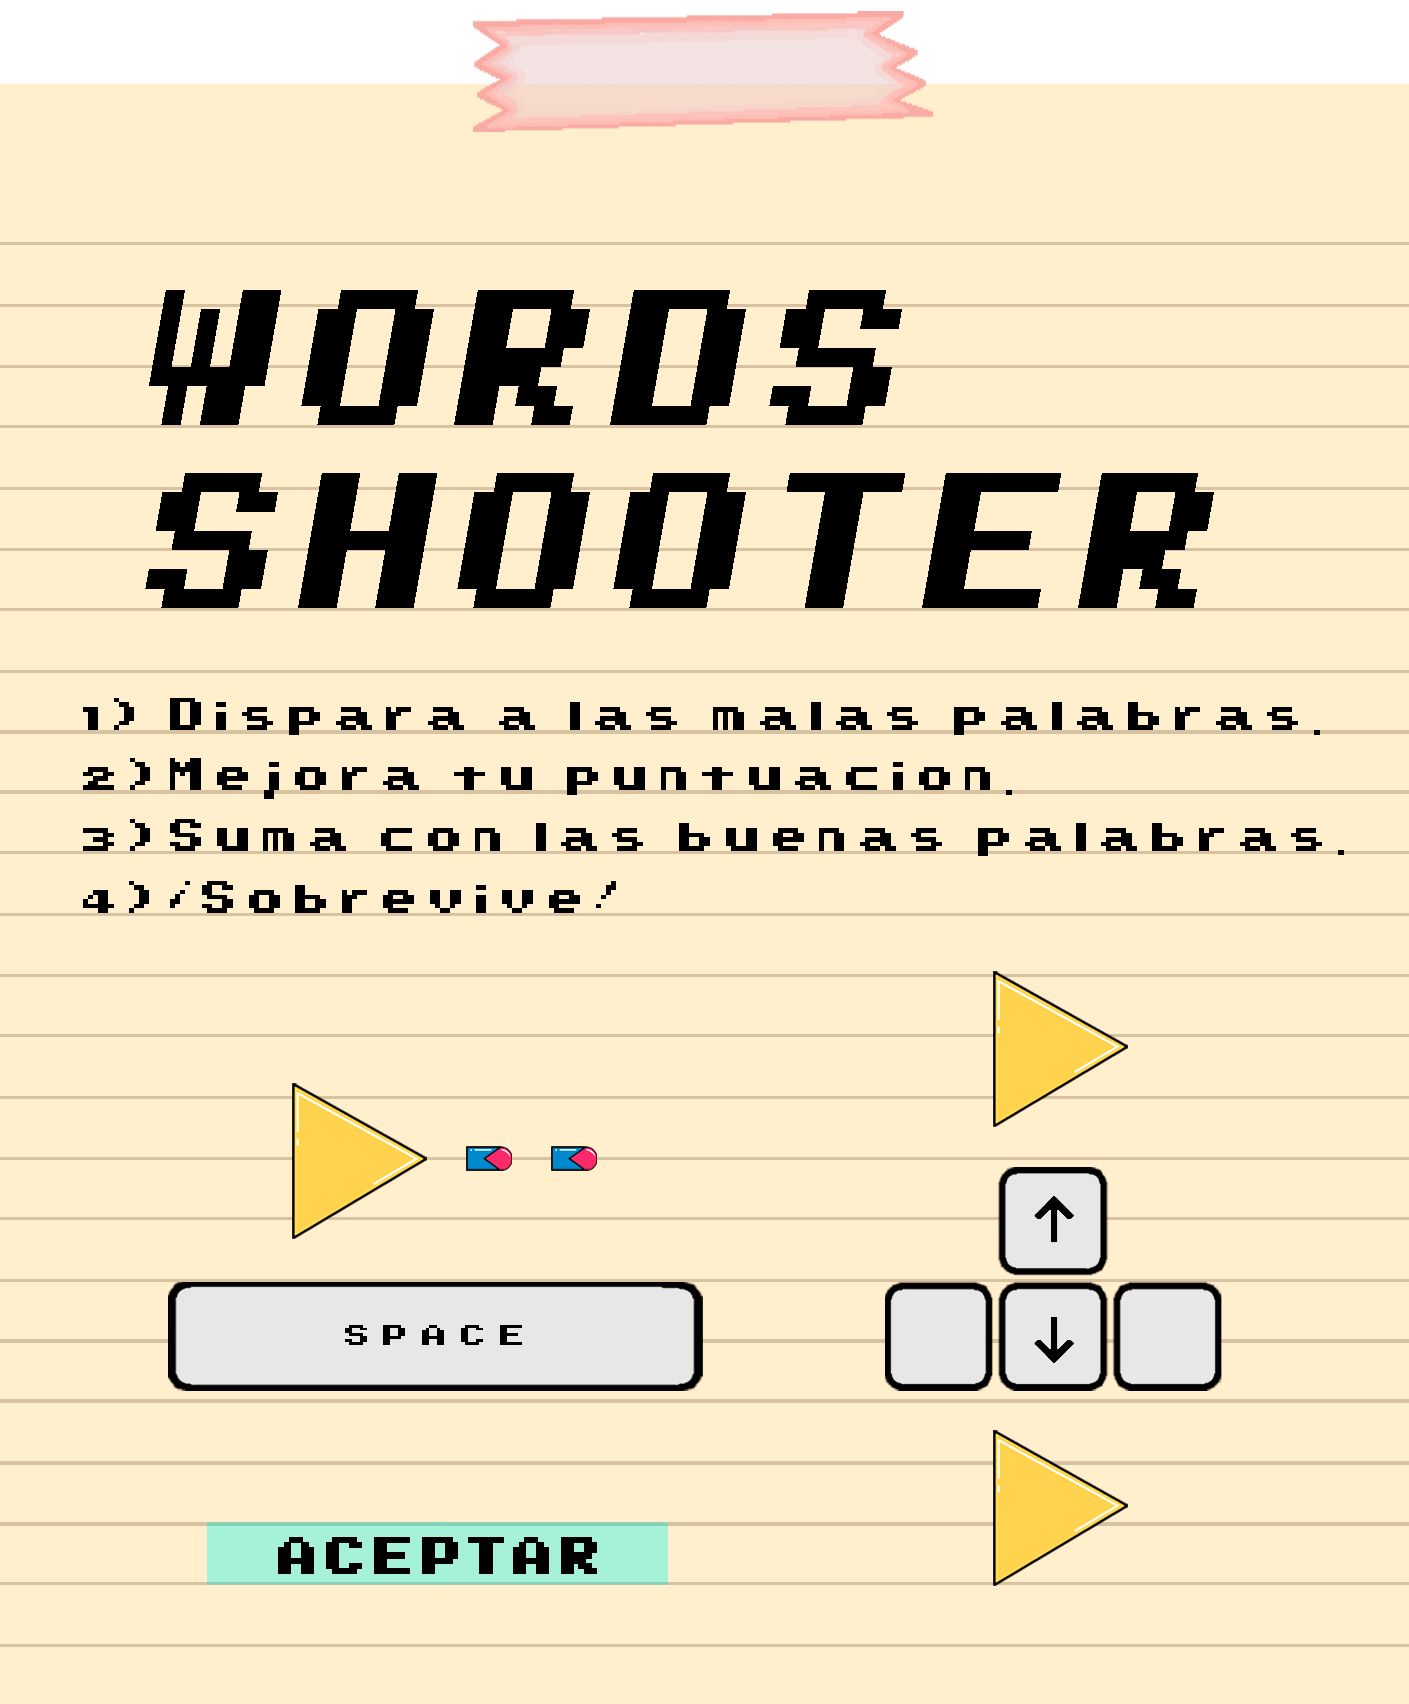 WORDS
SHOOTER
1) Dispara a las malas palabras.
2)Mejora tu puntuacion.
3)Suma con las buenas palabras.
4)¡Sobrevive!
SPACE
↑
↓
ACEPTAR